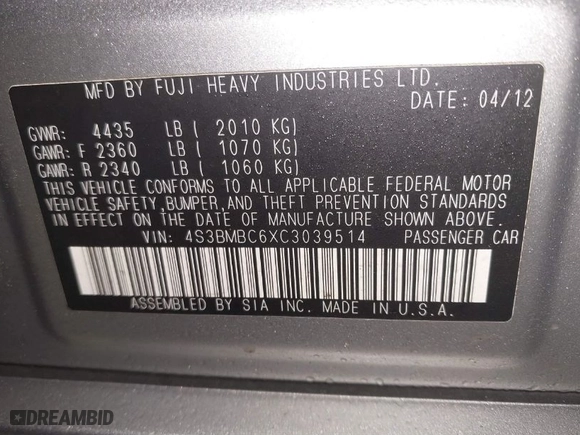 MFD BY FUJI HEAVY INDUSTRIES LTD.
DATE: 04/12
GVWR: 4435 LB ( 2010 KG)
GAWR: F 2360 LB ( 1070 KG)
GAWR: R 2340 LB ( 1060 KG)
THIS VEHICLE CONFORMS TO ALL APPLICABLE FEDERAL MOTOR
VEHICLE SAFETY,BUMPER,AND THEFT PREVENTION STANDARDS
IN EFFECT ON THE DATE OF MANUFACTURE SHOWN ABOVE.
VIN: 4S3BMBC6XC3039514 PASSENGER CAR
ASSEMBLED BY SIA INC. MADE IN U.S.A.
DREAMBID